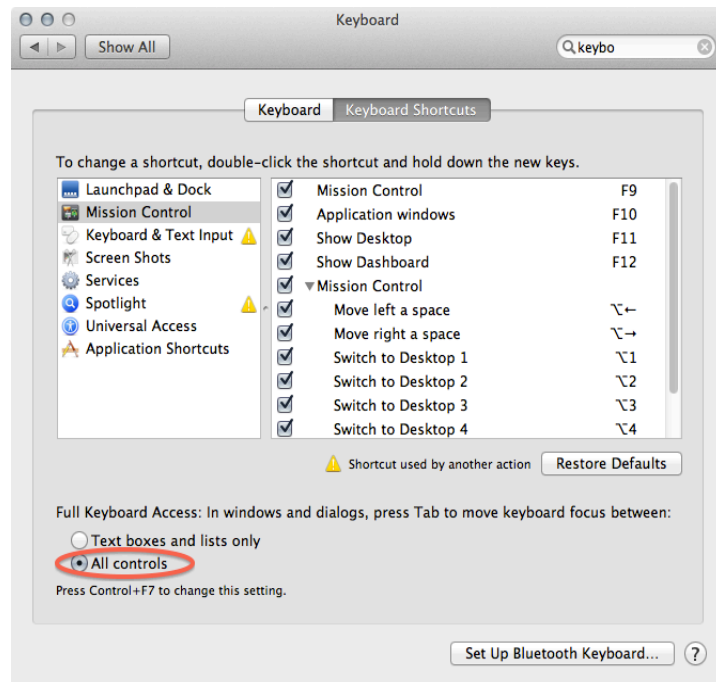 Keyboard
Show All
keybo
Keyboard Keyboard Shortcuts
To change a shortcut, double-click the shortcut and hold down the new keys.
Launchpad & Dock
Mission Control
Keyboard & Text Input
Screen Shots
Services
Spotlight
Universal Access
Application Shortcuts
Mission Control F9
Application windows F10
Show Desktop F11
Show Dashboard F12
Mission Control
Move left a space ⌥←
Move right a space ⌥→
Switch to Desktop 1 ⌥1
Switch to Desktop 2 ⌥2
Switch to Desktop 3 ⌥3
Switch to Desktop 4 ⌥4
Shortcut used by another action Restore Defaults
Full Keyboard Access: In windows and dialogs, press Tab to move keyboard focus between:
Text boxes and lists only
All controls
Press Control+F7 to change this setting.
Set Up Bluetooth Keyboard... ?